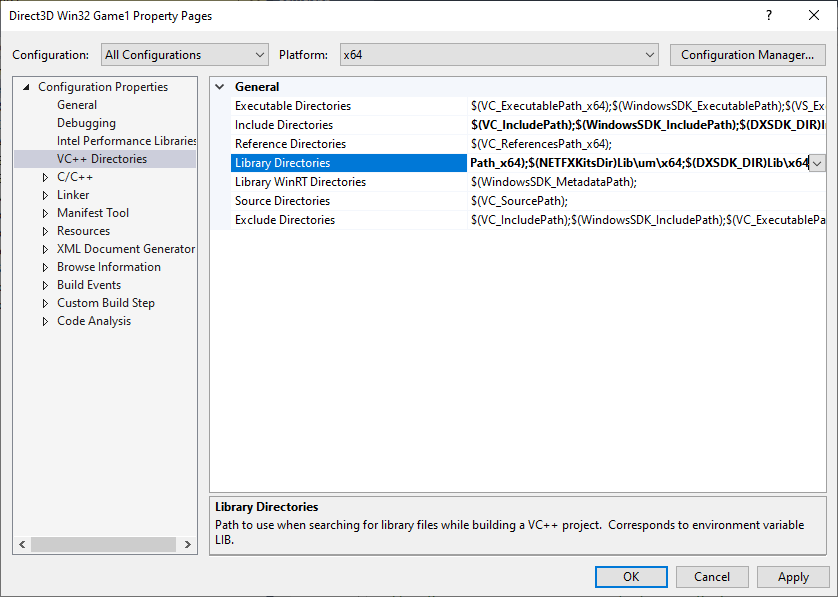 Direct3D Win32 Game1 Property Pages
?
Configuration: All Configurations Platform: x64 Configuration Manager...
Configuration Properties
General
Debugging
Intel Performance Libraries
VC++ Directories
C/C++
Linker
Manifest Tool
Resources
XML Document Generator
Browse Information
Build Events
Custom Build Step
Code Analysis
General
Executable Directories $(VC_ExecutablePath_x64);$(WindowsSDK_ExecutablePath);$(VS_Ex
Include Directories $(VC_IncludePath);$(WindowsSDK_IncludePath);$(DXSDK_DIR)I
Reference Directories $(VC_ReferencesPath_x64);
Library Directories Path_x64);$(NETFXKitsDir)Lib\um\x64;$(DXSDK_DIR)Lib\x64
Library WinRT Directories $(WindowsSDK_MetadataPath);
Source Directories $(VC_SourcePath);
Exclude Directories $(VC_IncludePath);$(WindowsSDK_IncludePath);$(VC_ExecutablePa
Library Directories
Path to use when searching for library files while building a VC++ project. Corresponds to environment variable
LIB.
OK Cancel Apply